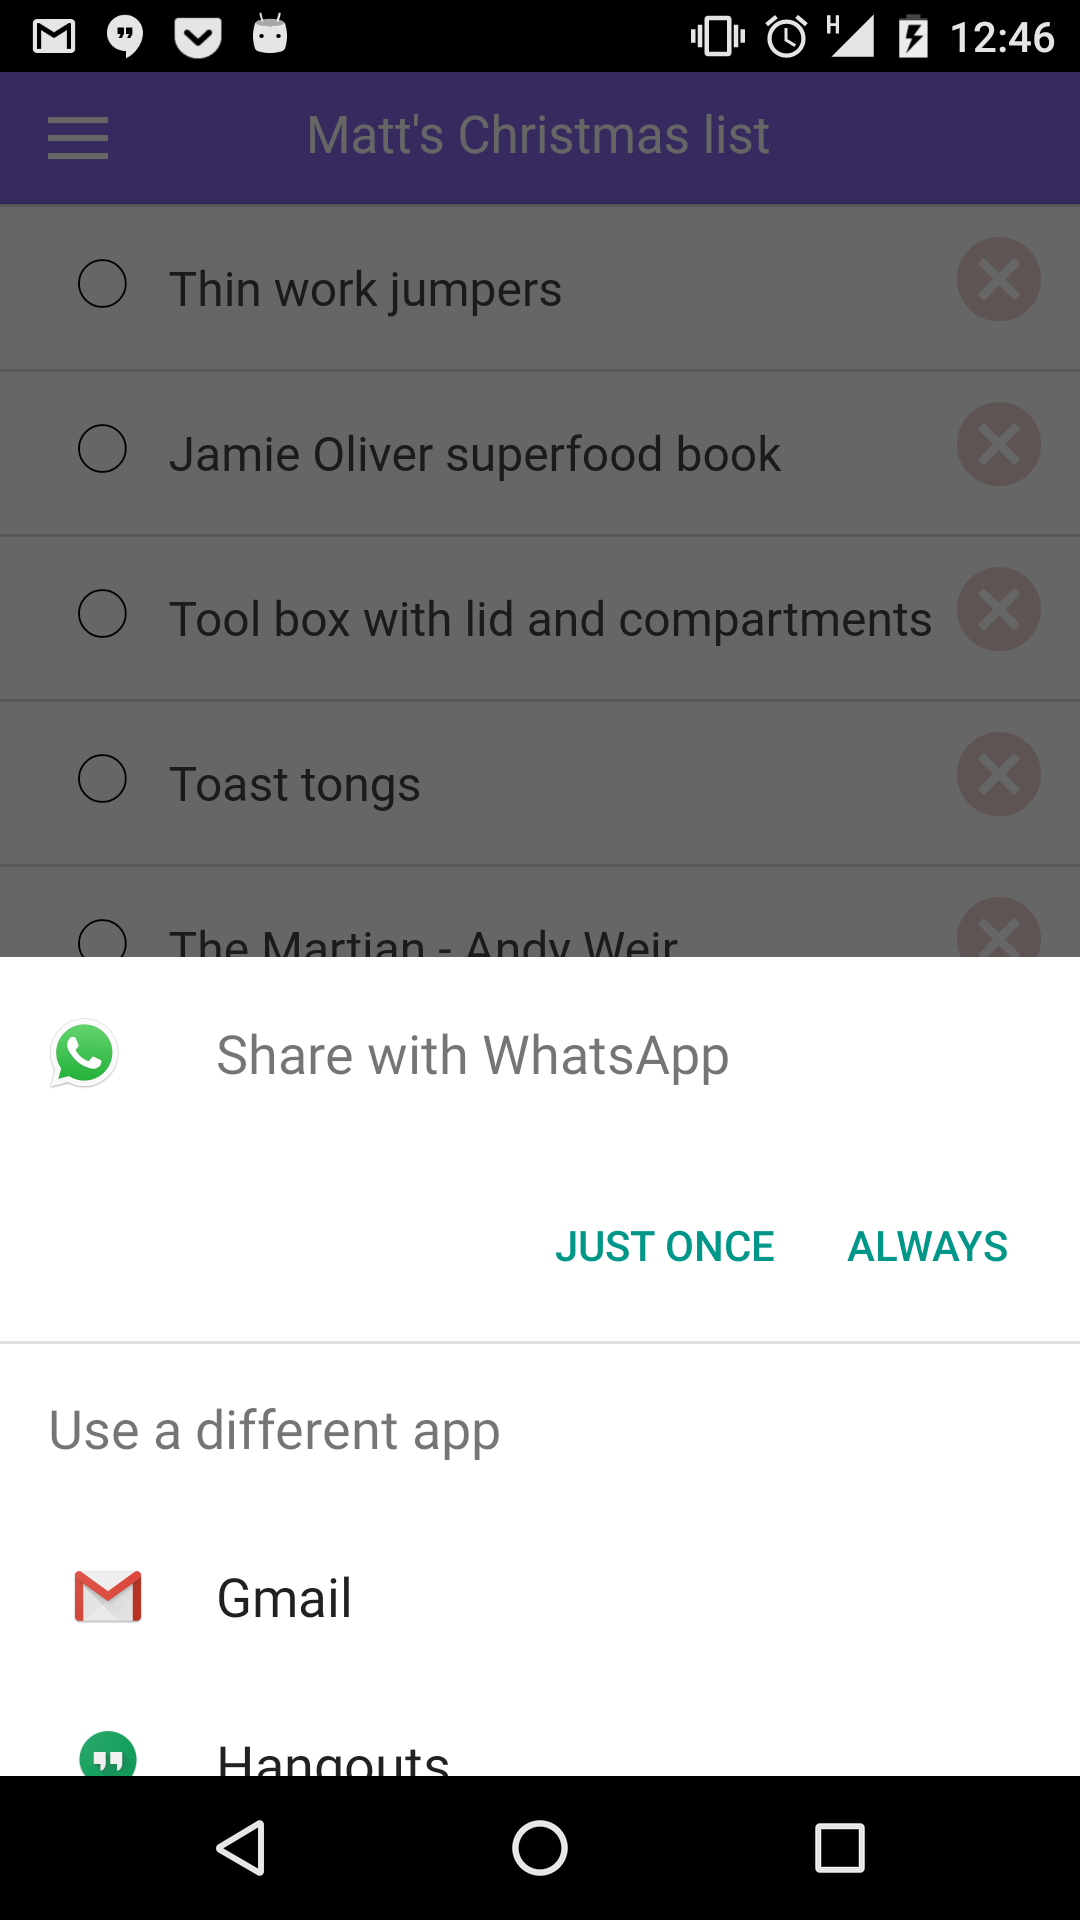 H 12:46
Matt's Christmas list
Thin work jumpers
Jamie Oliver superfood book
Tool box with lid and compartments
Toast tongs
The Martian - Andy Weir
Share with WhatsApp
JUST ONCE ALWAYS
Use a different app
Gmail
Hangouts